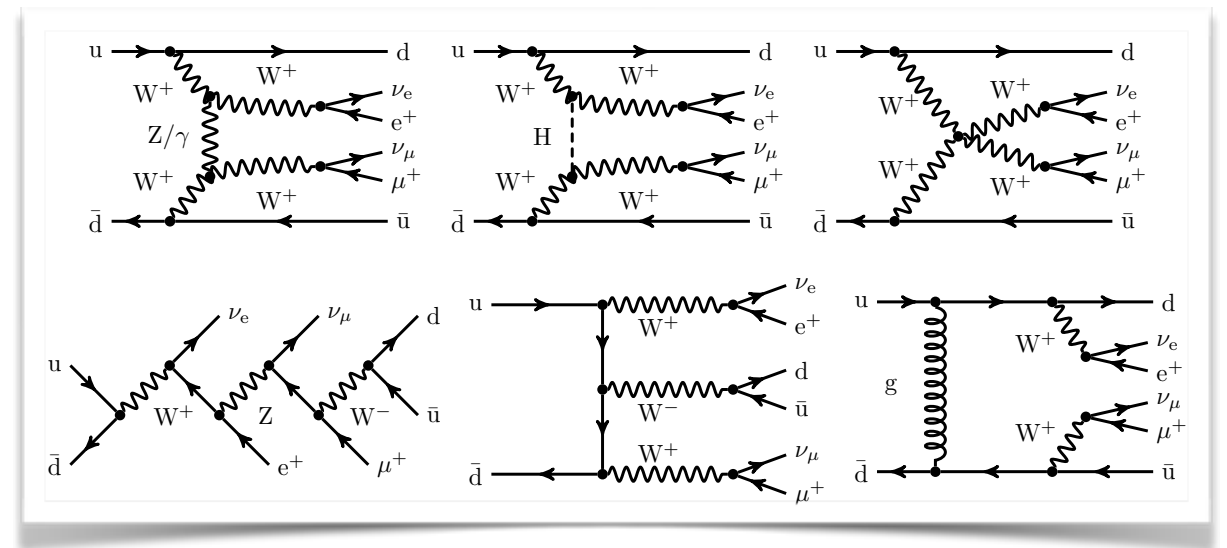 u d
W⁺ W⁺ νₑ
e⁺
Z/γ
νμ
W⁺ μ⁺
W⁺
d̄ ū
u d
W⁺ W⁺ νₑ
e⁺
H
νμ
W⁺ μ⁺
W⁺
d̄ ū
u d
W⁺ W⁺ νₑ
e⁺
νμ
W⁺ W⁺ μ⁺
d̄ ū
νₑ νμ d
u
W⁺ Z W⁻ ū
d̄ e⁺ μ⁺
u νₑ
W⁺ e⁺
d
W⁻ ū
W⁺ νμ
d̄ μ⁺
u d
W⁺ νₑ
e⁺
g
νμ
W⁺ μ⁺
d̄ ū